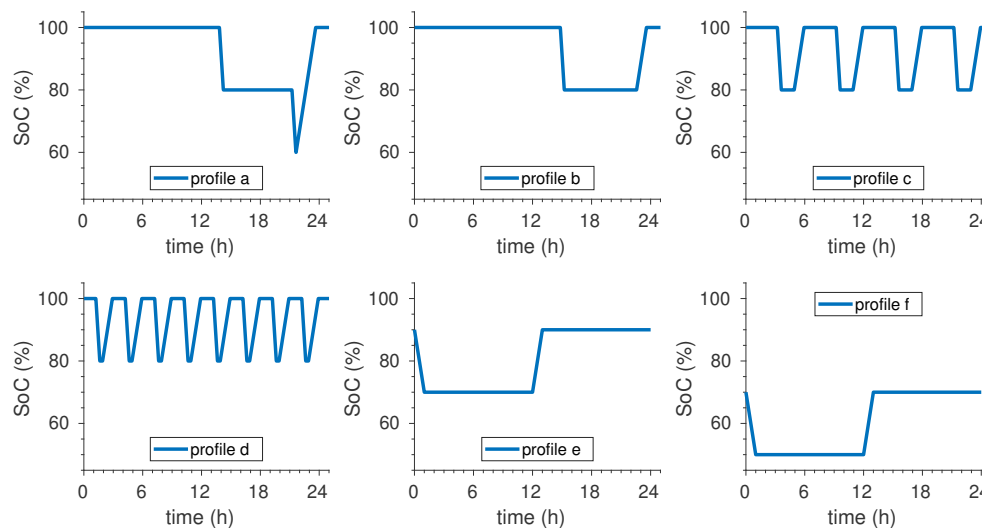 100
80
60
SoC (%)
profile a
0 6 12 18 24
time (h)
100
80
60
SoC (%)
profile b
0 6 12 18 24
time (h)
100
80
60
SoC (%)
profile c
0 6 12 18 24
time (h)
100
80
60
SoC (%)
profile d
0 6 12 18 24
time (h)
100
80
60
SoC (%)
profile e
0 6 12 18 24
time (h)
100
80
60
SoC (%)
profile f
0 6 12 18 24
time (h)